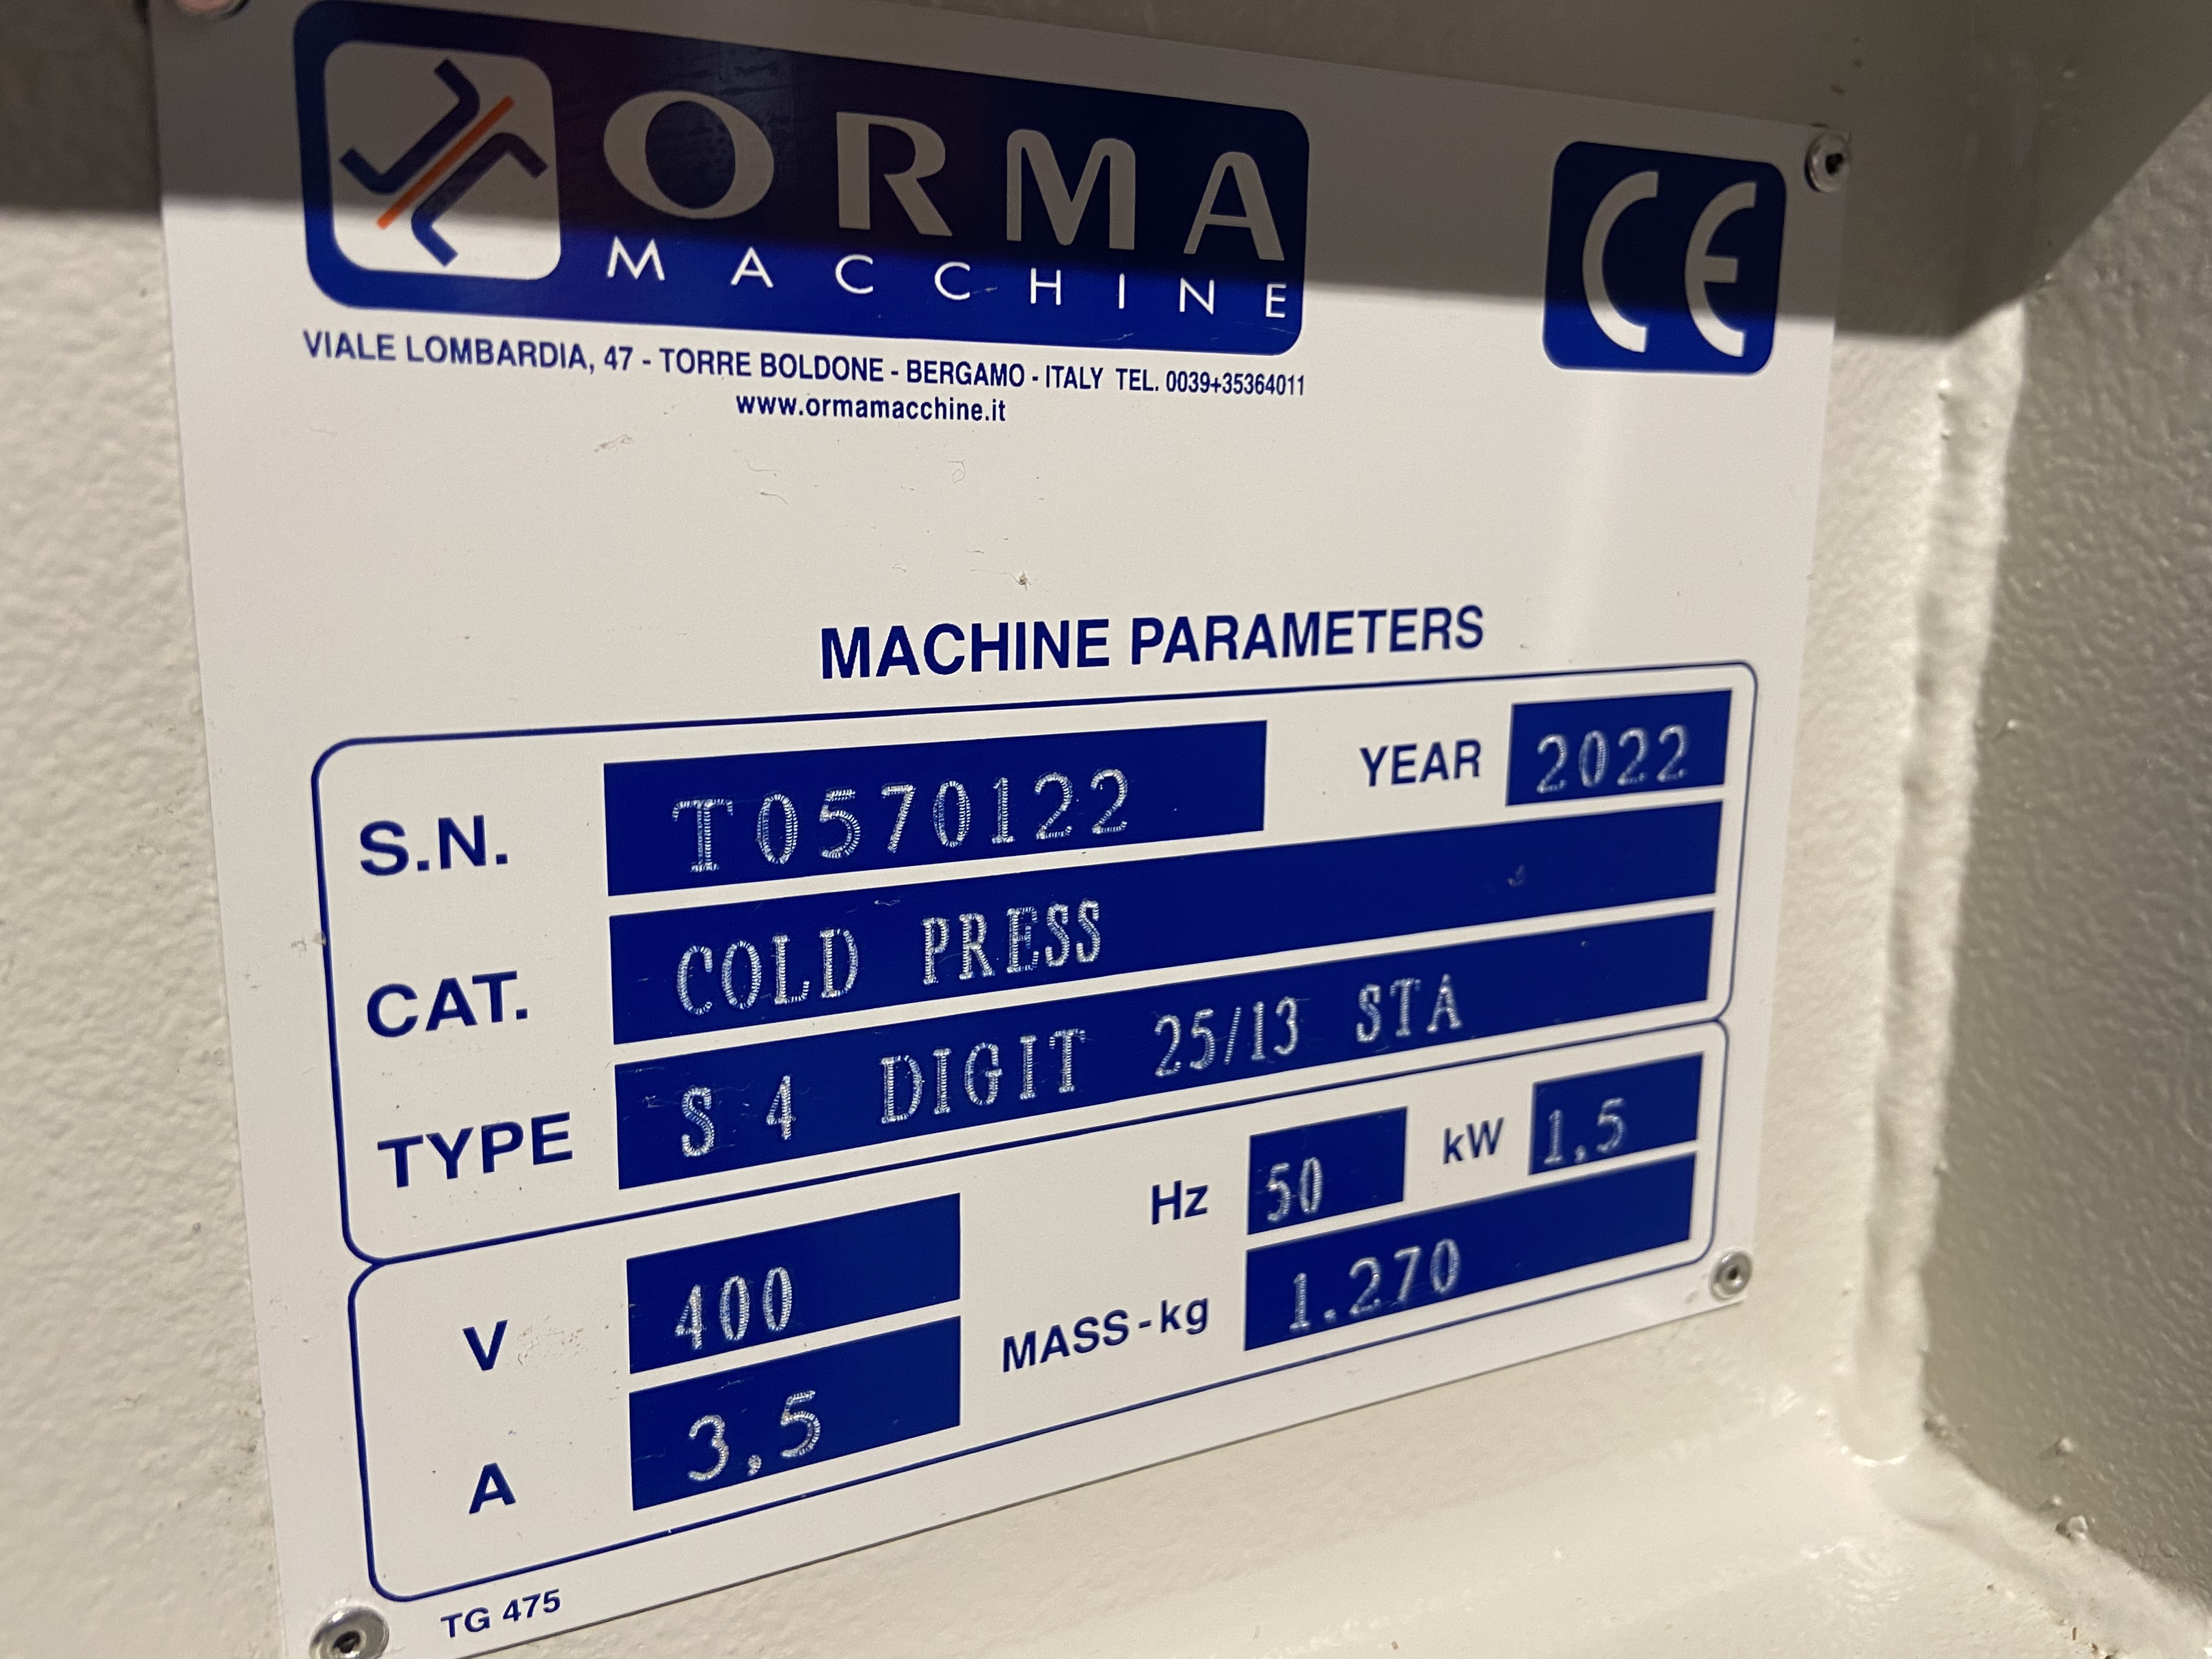 ORMA
MACCHINE
CE
VIALE LOMBARDIA, 47 - TORRE BOLDONE - BERGAMO - ITALY TEL. 0039+35364011
www.ormamacchine.it
MACHINE PARAMETERS
S.N. T0570122 YEAR 2022
CAT. COLD PRESS
TYPE S 4 DIGIT 25/13 STA
V 400 Hz 50 kW 1,5
A 3,5 MASS-kg 1.270
TG 475